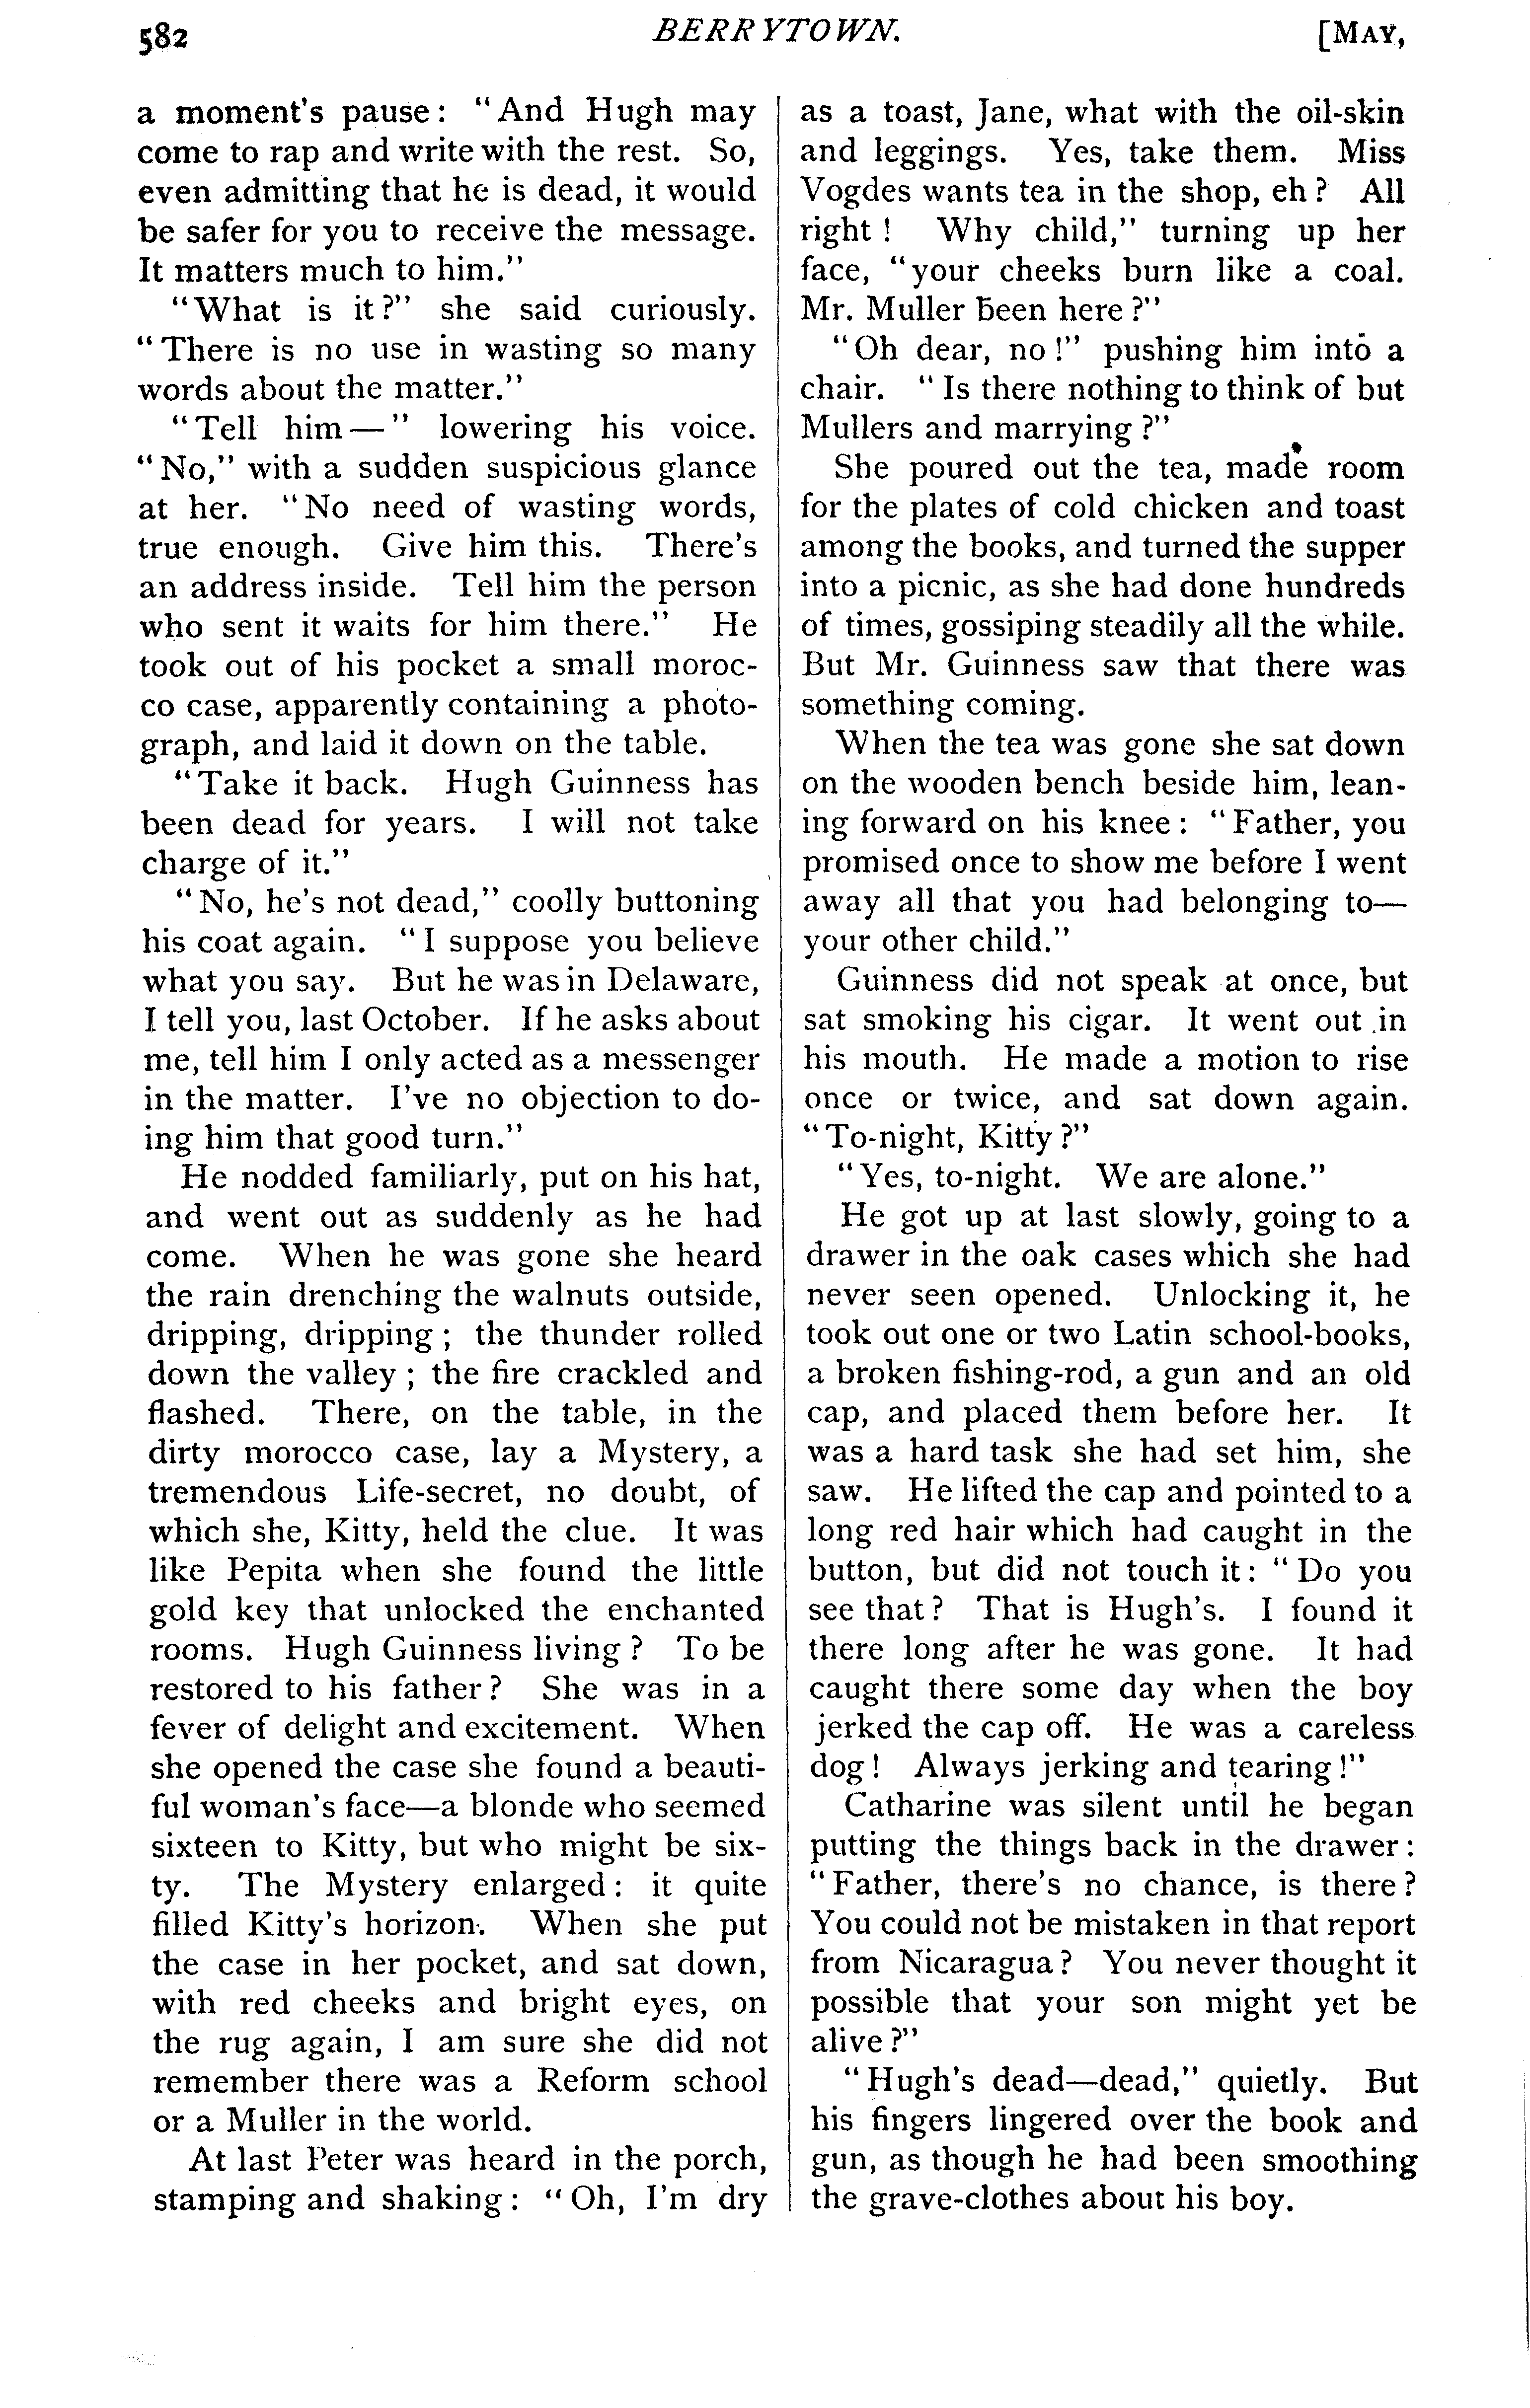 582
BERRYTOWN.
[MAY,
a moment's pause: "And Hugh may
come to rap and write with the rest. So,
even admitting that he is dead, it would
be safer for you to receive the message.
It matters much to him."
"What is it?" she said curiously.
"There is no use in wasting so many
words about the matter."
"Tell him—" lowering his voice.
"No," with a sudden suspicious glance
at her. "No need of wasting words,
true enough. Give him this. There's
an address inside. Tell him the person
who sent it waits for him there." He
took out of his pocket a small moroc-
co case, apparently containing a photo-
graph, and laid it down on the table.
"Take it back. Hugh Guinness has
been dead for years. I will not take
charge of it."
"No, he's not dead," coolly buttoning
his coat again. "I suppose you believe
what you say. But he was in Delaware,
I tell you, last October. If he asks about
me, tell him I only acted as a messenger
in the matter. I've no objection to do-
ing him that good turn."
He nodded familiarly, put on his hat,
and went out as suddenly as he had
come. When he was gone she heard
the rain drenching the walnuts outside,
dripping, dripping; the thunder rolled
down the valley; the fire crackled and
flashed. There, on the table, in the
dirty morocco case, lay a Mystery, a
tremendous Life-secret, no doubt, of
which she, Kitty, held the clue. It was
like Pepita when she found the little
gold key that unlocked the enchanted
rooms. Hugh Guinness living? To be
restored to his father? She was in a
fever of delight and excitement. When
she opened the case she found a beauti-
ful woman's face—a blonde who seemed
sixteen to Kitty, but who might be six-
ty. The Mystery enlarged: it quite
filled Kitty's horizon. When she put
the case in her pocket, and sat down,
with red cheeks and bright eyes, on
the rug again, I am sure she did not
remember there was a Reform school
or a Muller in the world.
At last Peter was heard in the porch,
stamping and shaking: "Oh, I'm dry
as a toast, Jane, what with the oil-skin
and leggings. Yes, take them. Miss
Vogdes wants tea in the shop, eh? All
right! Why child," turning up her
face, "your cheeks burn like a coal.
Mr. Muller been here?"
"Oh dear, no!" pushing him into a
chair. "Is there nothing to think of but
Mullers and marrying?"
She poured out the tea, made room
for the plates of cold chicken and toast
among the books, and turned the supper
into a picnic, as she had done hundreds
of times, gossiping steadily all the while.
But Mr. Guinness saw that there was
something coming.
When the tea was gone she sat down
on the wooden bench beside him, lean-
ing forward on his knee: "Father, you
promised once to show me before I went
away all that you had belonging to—
your other child."
Guinness did not speak at once, but
sat smoking his cigar. It went out in
his mouth. He made a motion to rise
once or twice, and sat down again.
"To-night, Kitty?"
"Yes, to-night. We are alone."
He got up at last slowly, going to a
drawer in the oak cases which she had
never seen opened. Unlocking it, he
took out one or two Latin school-books,
a broken fishing-rod, a gun and an old
cap, and placed them before her. It
was a hard task she had set him, she
saw. He lifted the cap and pointed to a
long red hair which had caught in the
button, but did not touch it: "Do you
see that? That is Hugh's. I found it
there long after he was gone. It had
caught there some day when the boy
jerked the cap off. He was a careless
dog! Always jerking and tearing!"
Catharine was silent until he began
putting the things back in the drawer:
"Father, there's no chance, is there?
You could not be mistaken in that report
from Nicaragua? You never thought it
possible that your son might yet be
alive?"
"Hugh's dead—dead," quietly. But
his fingers lingered over the book and
gun, as though he had been smoothing
the grave-clothes about his boy.